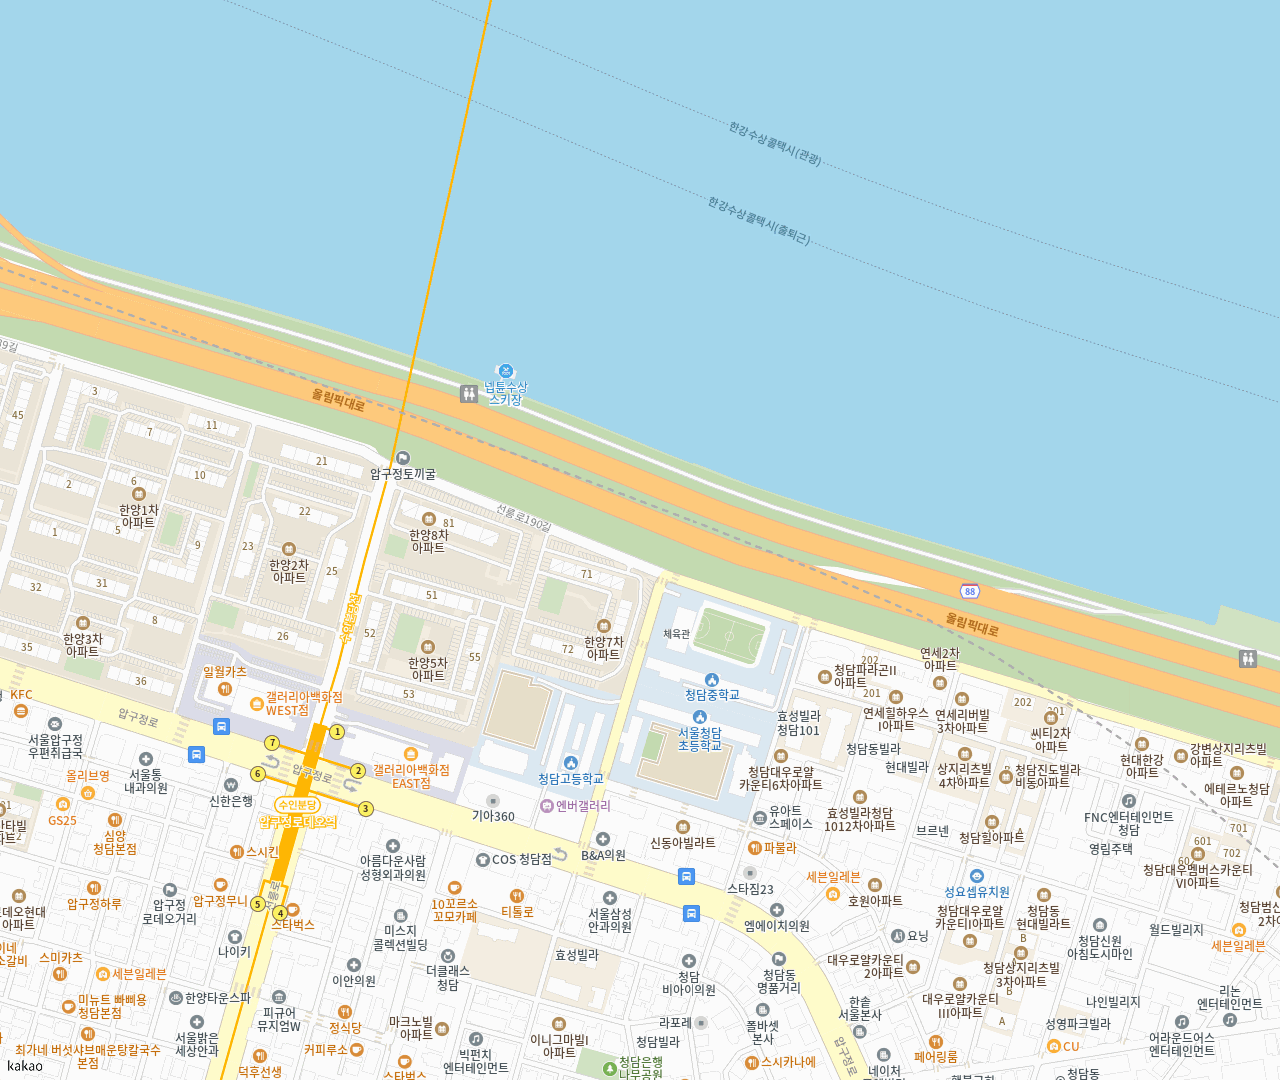 한강수상콜택시(관광)
한강수상콜택시(출퇴근)
넵튠수상
스키장
올림픽대로
압구정토끼굴
선릉로190길
3
45
7
11
21
10
2
6
한양1차
아파트
22
81
한양8차
아파트
5
1
9
23
한양2차
아파트
25
71
31
32
51
8
52
한양7차
아파트
72
26
한양5차
아파트
55
한양3차
아파트
35
36
53
88
올림픽대로
체육관
청담중학교
서울청담
초등학교
청담고등학교
202
청담파라곤II
아파트
201
연세2차
아파트
연세힐하우스
I아파트
연세리버빌
3차아파트
202
201
씨티2차
아파트
효성빌라
청담101
청담동빌라
현대빌라
상지리츠빌
4차아파트
청담진도빌라
비동아파트
현대한강
아파트
강변상지리츠빌
아파트
에테르노청담
아파트
청담대우로얄
카운티6차아파트
일월카츠
갤러리아백화점
WEST점
갤러리아백화점
EAST점
KFC
압구정로
서울압구정
우편취급국
올리브영
서울통
내과의원
신한은행
GS25
심양
청담본점
1
7
2
6
3
압구정로
수인분당
압구정로데오역
스시킨
기아360
엔버갤러리
신동아빌라트
유아트
스페이스
파불라
효성빌라청담
1012차아파트
브르넨
청담힐아파트
A
FNC엔터테인먼트
청담
영림주택
701
601
702
602
청담대우멤버스카운티
VI아파트
아름다운사람
성형외과의원
COS 청담점
B&A의원
스타짐23
세븐일레븐
호원아파트
성요셉유치원
압구정하루
압구정
로데오거리
압구정무니
5
4
스타벅스
10꼬르소
꼬모카페
티톨로
서울삼성
안과의원
엠에이치의원
청담대우로얄
카운티아파트
청담동
현대빌라트
월드빌리지
세븐일레븐
나이키
미스지
콜렉션빌딩
요닝
B
청담신원
아침도시마인
스미카츠
세븐일레븐
이안의원
더클래스
청담
효성빌라
청담
비아이의원
청담동
명품거리
대우로얄카운티
2아파트
청담상지리츠빌
3차아파트
B
리논
엔터테인먼트
미뉴트 빠삐용
청담본점
한양타운스파
피규어
뮤지엄W
정식당
마크노빌
아파트
라포레
폴바셋
본사
한솔
서울본사
대우로얄카운티
III아파트
A
나인빌리지
성영파크빌라
서울밝은
세상안과
최가네 버섯샤브매운탕칼국수
본점
커피루소
빅펀치
엔터테인먼트
이니그마빌I
아파트
청담빌라
페어링룸
CU
어라운드어스
엔터테인먼트
덕후선생
스타벅스
청담은행
나무공원
스시카나에
압구정로
네이처
청담동
kakao